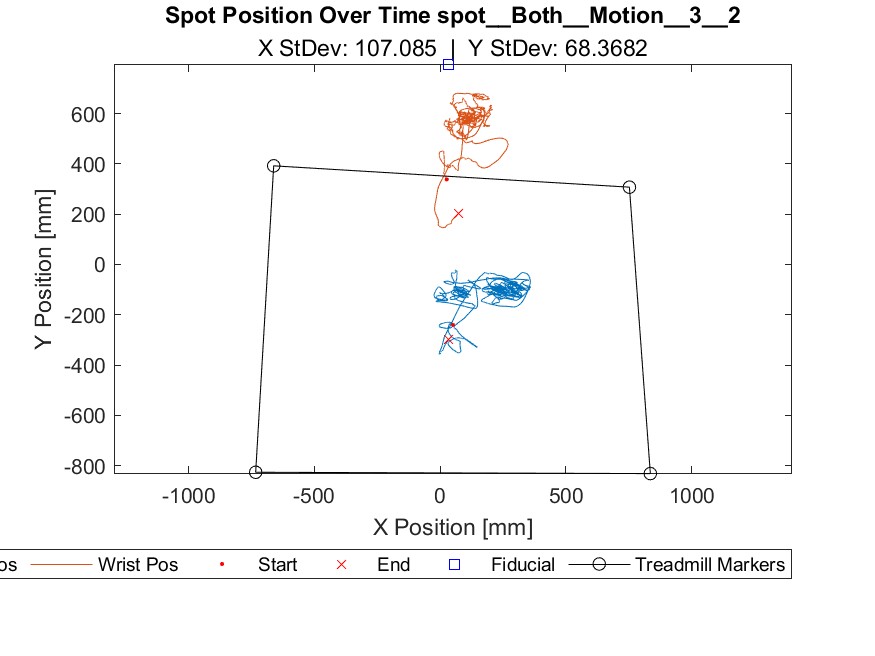 Spot Position Over Time spot__Both__Motion__3__2
X StDev: 107.085 | Y StDev: 68.3682
600
400
200
0
-200
-400
-600
-800
Y Position [mm]
-1000 -500 0 500 1000
X Position [mm]
os Wrist Pos Start End Fiducial Treadmill Markers